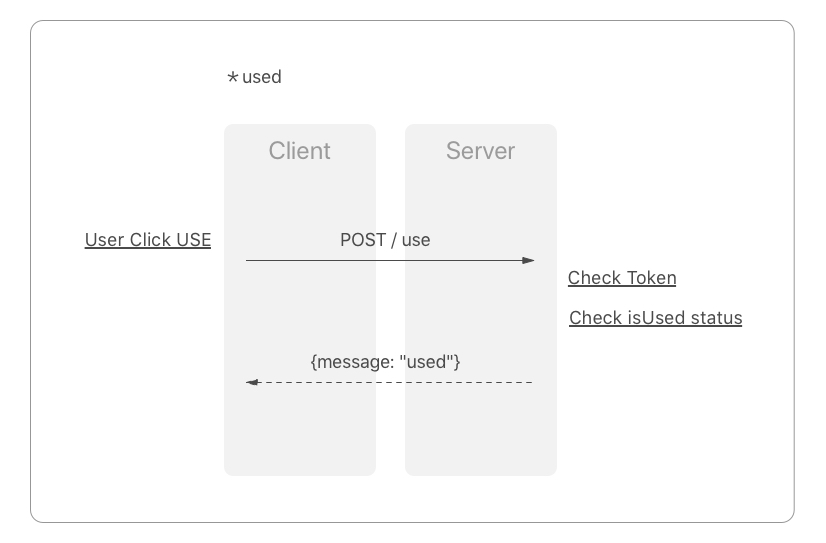 * used
Client
Server
User Click USE
POST / use
Check Token
Check isUsed status
{message: "used"}